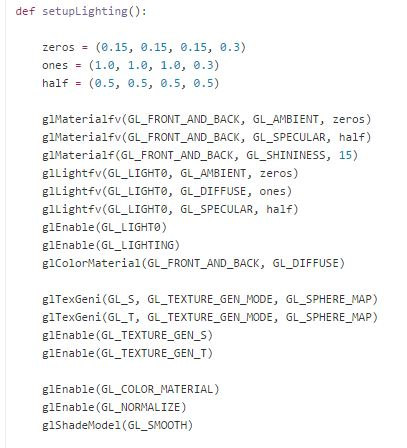 def setupLighting():
zeros = (0.15, 0.15, 0.15, 0.3)
ones = (1.0, 1.0, 1.0, 0.3)
half = (0.5, 0.5, 0.5, 0.5)
glMaterialfv(GL_FRONT_AND_BACK, GL_AMBIENT, zeros)
glMaterialfv(GL_FRONT_AND_BACK, GL_SPECULAR, half)
glMaterialf(GL_FRONT_AND_BACK, GL_SHININESS, 15)
glLightfv(GL_LIGHT0, GL_AMBIENT, zeros)
glLightfv(GL_LIGHT0, GL_DIFFUSE, ones)
glLightfv(GL_LIGHT0, GL_SPECULAR, half)
glEnable(GL_LIGHT0)
glEnable(GL_LIGHTING)
glColorMaterial(GL_FRONT_AND_BACK, GL_DIFFUSE)
glTexGeni(GL_S, GL_TEXTURE_GEN_MODE, GL_SPHERE_MAP)
glTexGeni(GL_T, GL_TEXTURE_GEN_MODE, GL_SPHERE_MAP)
glEnable(GL_TEXTURE_GEN_S)
glEnable(GL_TEXTURE_GEN_T)
glEnable(GL_COLOR_MATERIAL)
glEnable(GL_NORMALIZE)
glShadeModel(GL_SMOOTH)